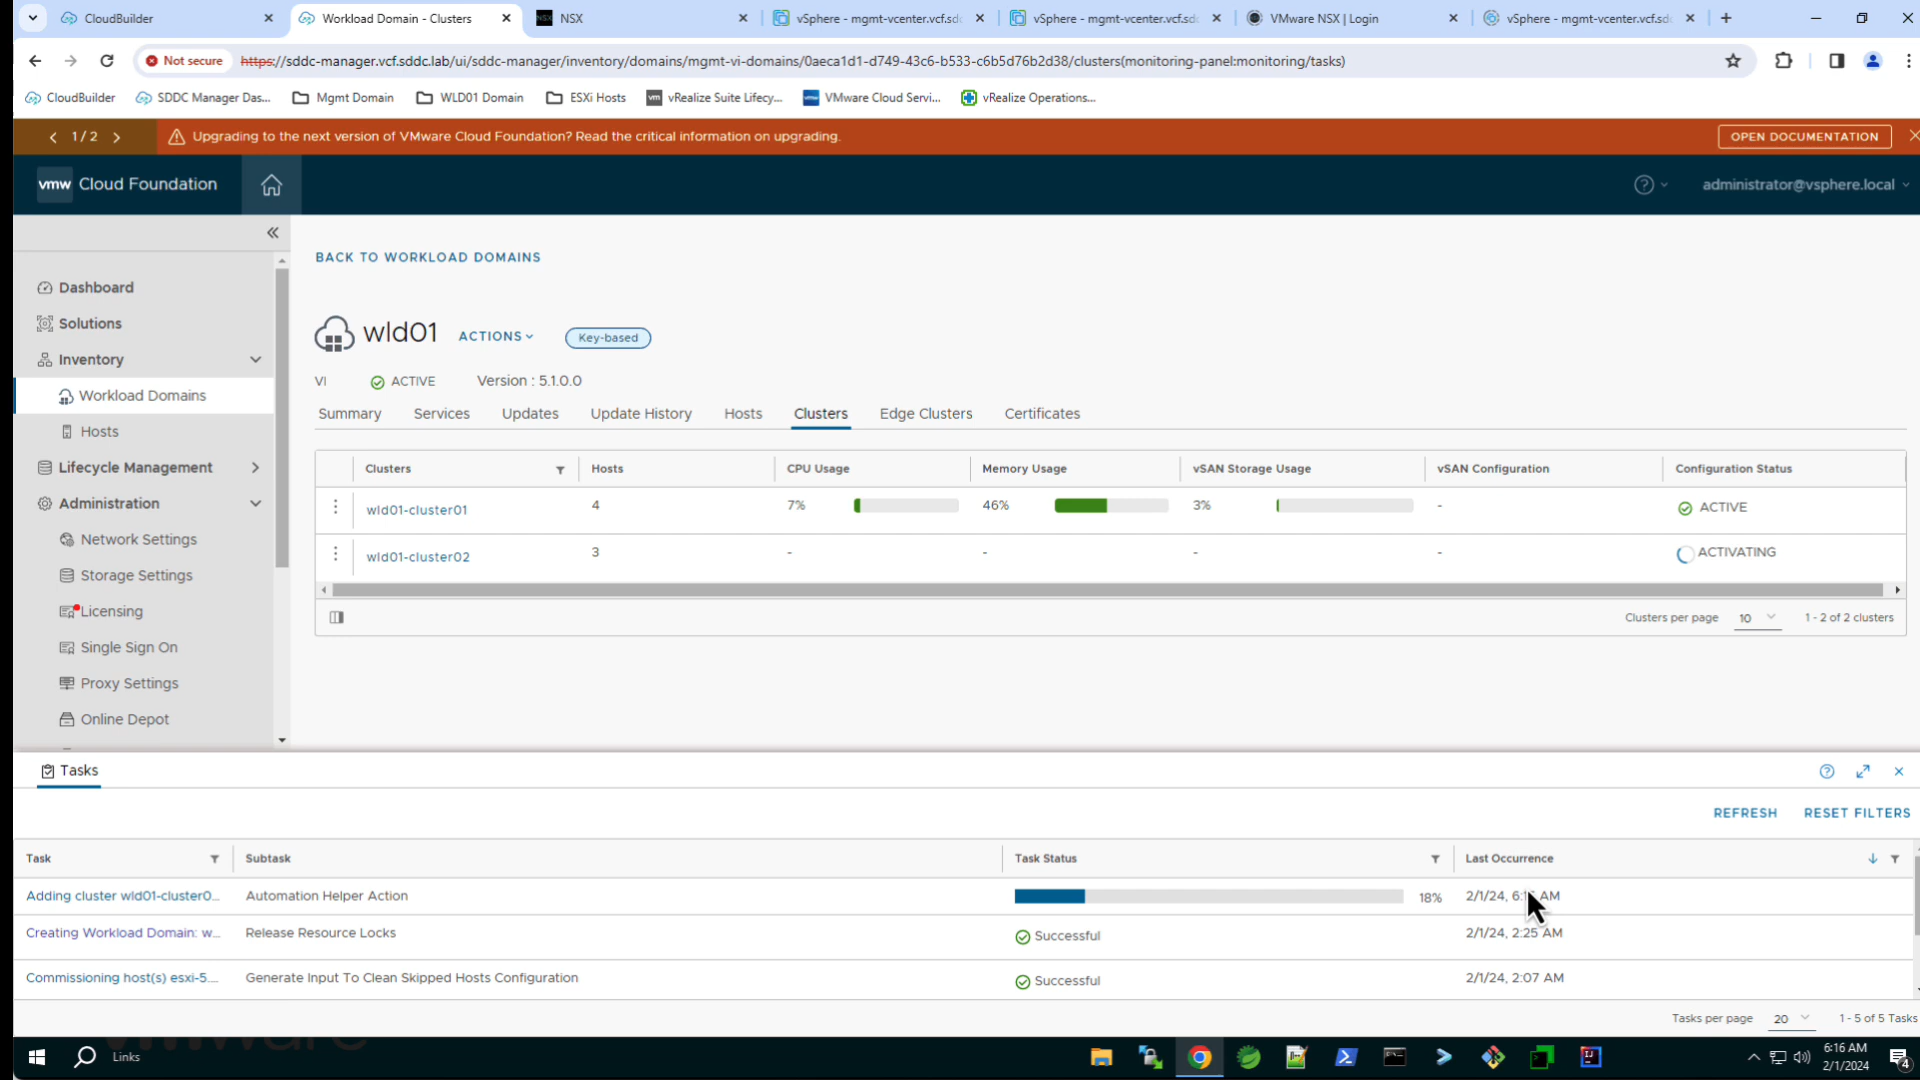 CloudBuilder
Workload Domain - Clusters
NSX
NSX
vSphere - mgmt-vcenter.vcf.sd
vSphere - mgmt-vcenter.vcf.sd
VMware NSX | Login
vSphere - mgmt-vcenter.vcf.sd
Not secure
https://sddc-manager.vcf.sddc.lab/ui/sddc-manager/inventory/domains/mgmt-vi-domains/0aeca1d1-d749-43c6-b533-c6b5d76b2d38/clusters(monitoring-panel:monitoring/tasks)
CloudBuilder
SDDC Manager Das...
Mgmt Domain
WLD01 Domain
ESXi Hosts
vm
vRealize Suite Lifecy...
VMware Cloud Servi...
vRealize Operations...
1 / 2
Upgrading to the next version of VMware Cloud Foundation? Read the critical information on upgrading.
OPEN DOCUMENTATION
vmw Cloud Foundation
administrator@vsphere.local
Dashboard
Solutions
Inventory
Workload Domains
Hosts
Lifecycle Management
Administration
Network Settings
Storage Settings
Licensing
Single Sign On
Proxy Settings
Online Depot
BACK TO WORKLOAD DOMAINS
wld01
ACTIONS
Key-based
VI
ACTIVE
Version : 5.1.0.0
Summary
Services
Updates
Update History
Hosts
Clusters
Edge Clusters
Certificates
Clusters
Hosts
CPU Usage
Memory Usage
vSAN Storage Usage
vSAN Configuration
Configuration Status
wld01-cluster01
4
7%
46%
3%
-
ACTIVE
wld01-cluster02
3
-
-
-
-
ACTIVATING
Clusters per page
10
1 - 2 of 2 clusters
Tasks
REFRESH
RESET FILTERS
Task
Subtask
Task Status
Last Occurrence
Adding cluster wld01-cluster0...
Automation Helper Action
18%
2/1/24, 6:1 AM
Creating Workload Domain: w...
Release Resource Locks
Successful
2/1/24, 2:25 AM
Commissioning host(s) esxi-5....
Generate Input To Clean Skipped Hosts Configuration
Successful
2/1/24, 2:07 AM
Tasks per page
20
1 - 5 of 5 Tasks
Links
6:16 AM
2/1/2024
4